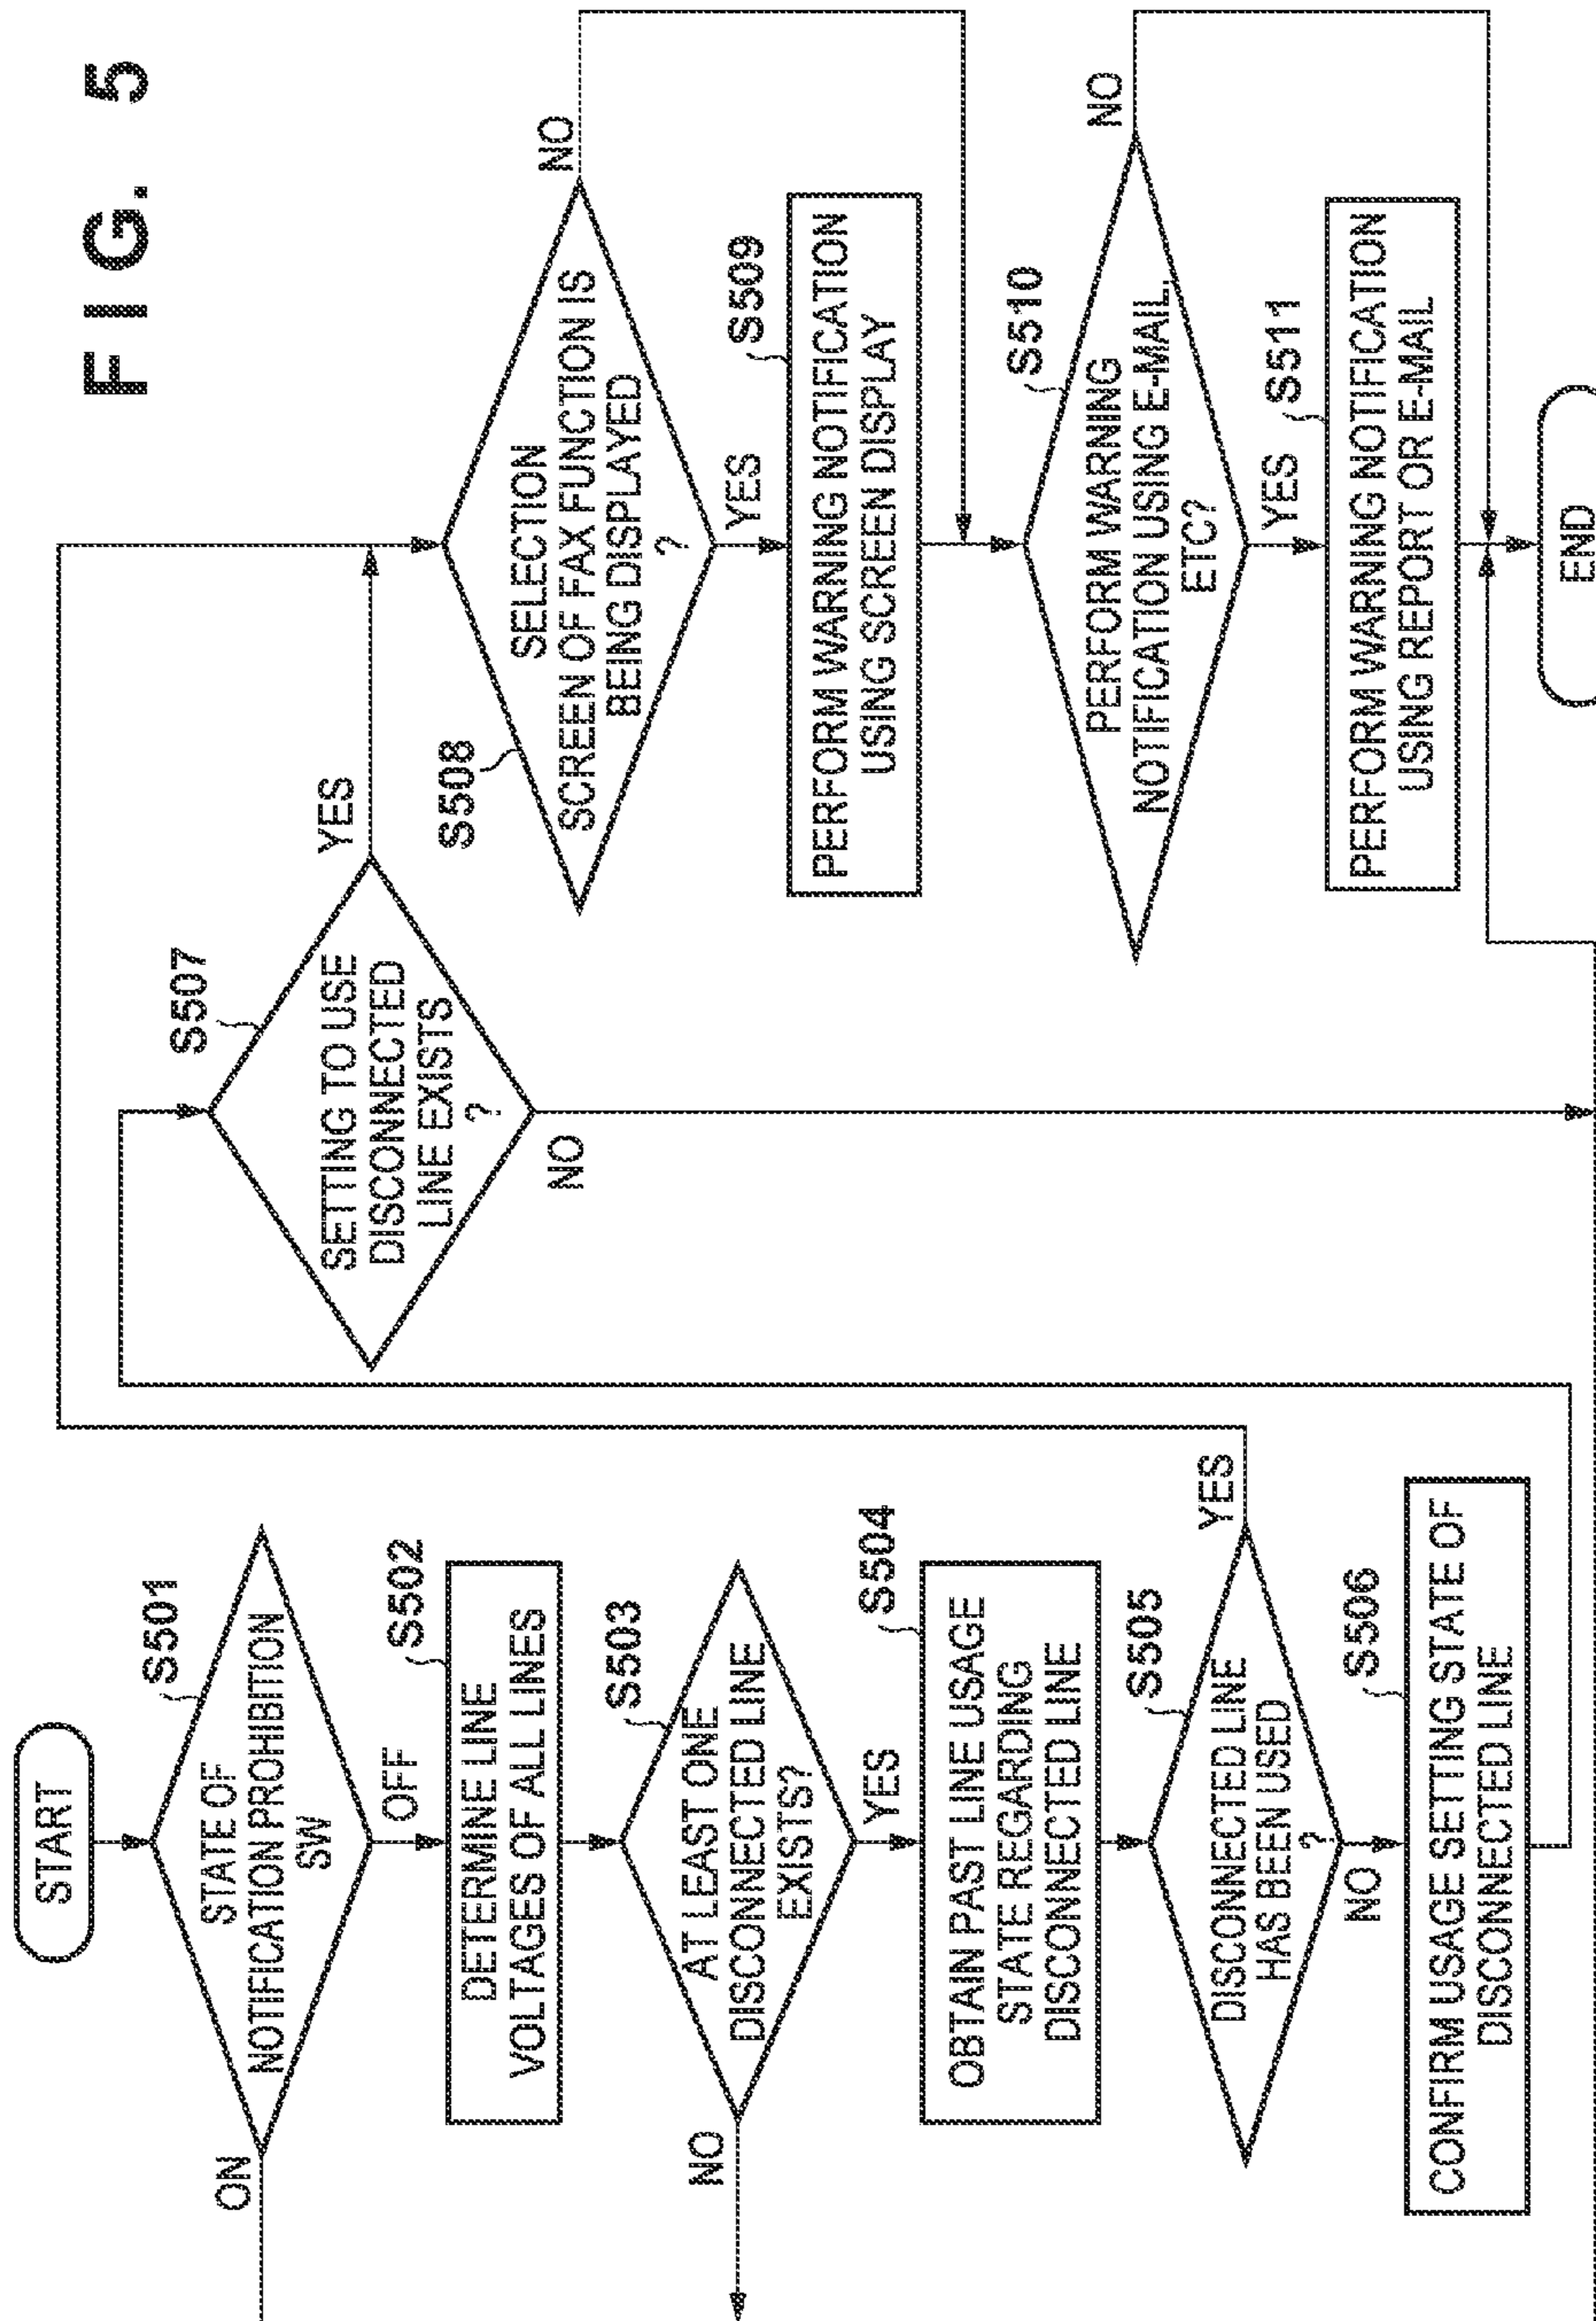 FIG. 5
START
S501
STATE OF
NOTIFICATION PROHIBITION
SW
ON
OFF
S502
DETERMINE LINE
VOLTAGES OF ALL LINES
S503
AT LEAST ONE
DISCONNECTED LINE
EXISTS?
NO
YES
S504
OBTAIN PAST LINE USAGE
STATE REGARDING
DISCONNECTED LINE
S505
DISCONNECTED LINE
HAS BEEN USED
?
YES
NO
S506
CONFIRM USAGE SETTING STATE OF
DISCONNECTED LINE
S507
SETTING TO USE
DISCONNECTED
LINE EXISTS
?
YES
NO
S508
SELECTION
SCREEN OF FAX FUNCTION IS
BEING DISPLAYED
?
NO
YES
S509
PERFORM WARNING NOTIFICATION
USING SCREEN DISPLAY
S510
PERFORM WARNING
NOTIFICATION USING E-MAIL,
ETC?
NO
YES
S511
PERFORM WARNING NOTIFICATION
USING REPORT OR E-MAIL
END